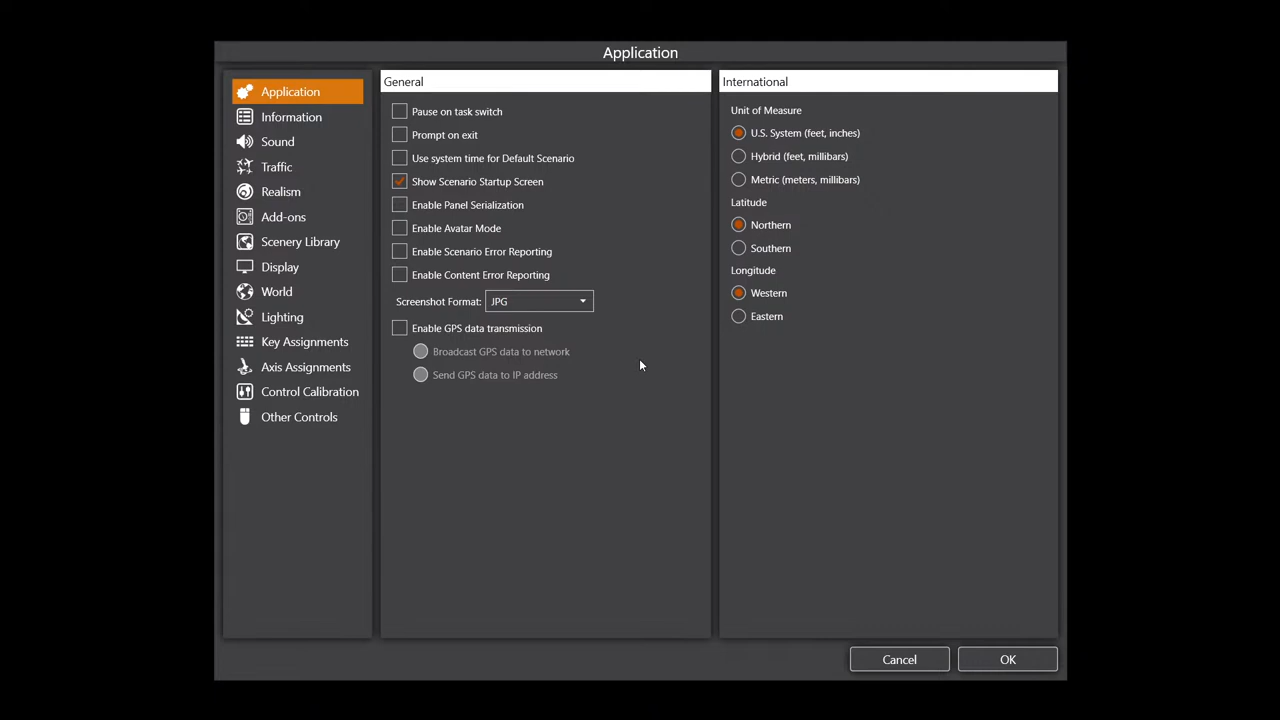 Application
Application
Information
Sound
Traffic
Realism
Add-ons
Scenery Library
Display
World
Lighting
Key Assignments
Axis Assignments
Control Calibration
Other Controls
General
Pause on task switch
Prompt on exit
Use system time for Default Scenario
Show Scenario Startup Screen
Enable Panel Serialization
Enable Avatar Mode
Enable Scenario Error Reporting
Enable Content Error Reporting
Screenshot Format: JPG
Enable GPS data transmission
Broadcast GPS data to network
Send GPS data to IP address
International
Unit of Measure
U.S. System (feet, inches)
Hybrid (feet, millibars)
Metric (meters, millibars)
Latitude
Northern
Southern
Longitude
Western
Eastern
Cancel
OK